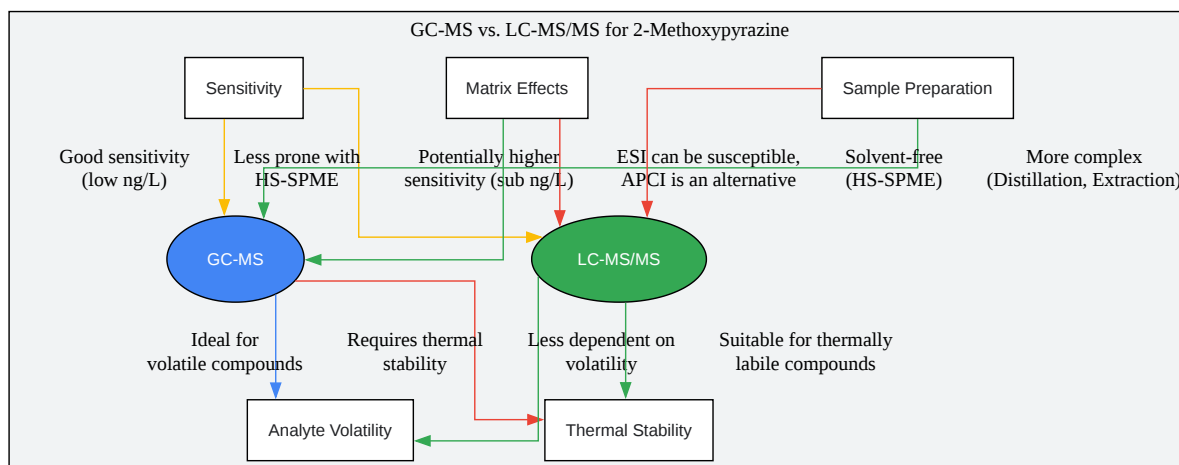 GC-MS vs. LC-MS/MS for 2-Methoxypyrazine
Sensitivity
Matrix Effects
Sample Preparation
Good sensitivity
(low ng/L)
Less prone with
HS-SPME
Potentially higher
sensitivity (sub ng/L)
ESI can be susceptible,
APCI is an alternative
Solvent-free
(HS-SPME)
More complex
(Distillation, Extraction)
GC-MS
LC-MS/MS
Ideal for
volatile compounds
Requires thermal
stability
Less dependent on
volatility
Suitable for thermally
labile compounds
Analyte Volatility
Thermal Stability